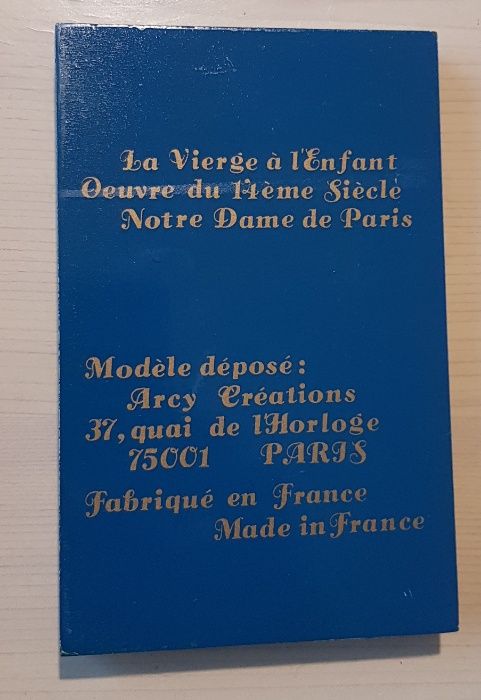 La Vierge à l'Enfant
Oeuvre du 14ème Siècle
Notre Dame de Paris
Modèle déposé :
Arcy Créations
37, quai de l'Horloge
75001 PARIS
Fabriqué en France
Made in France